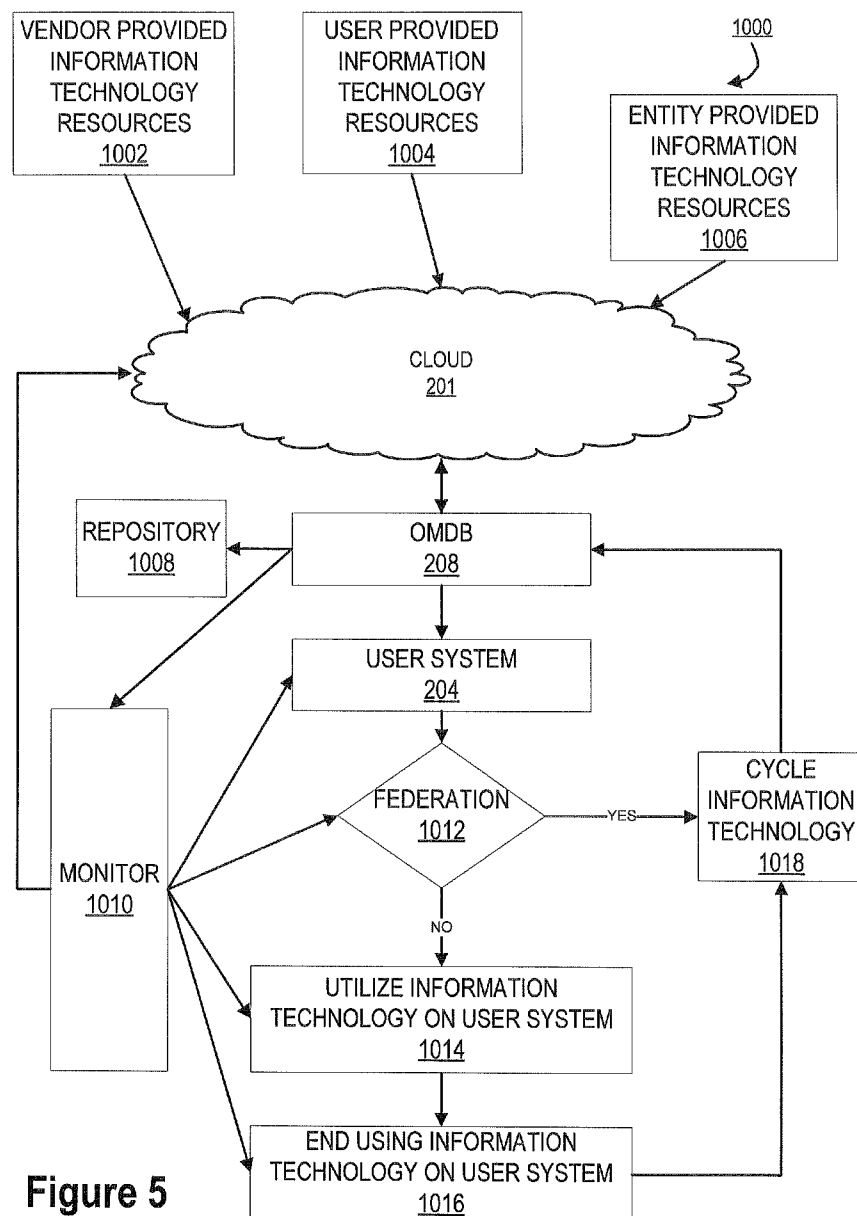 VENDOR PROVIDED
INFORMATION
TECHNOLOGY
RESOURCES
1002
USER PROVIDED
INFORMATION
TECHNOLOGY
RESOURCES
1004
1000
ENTITY PROVIDED
INFORMATION
TECHNOLOGY
RESOURCES
1006
CLOUD
201
REPOSITORY
1008
OMDB
208
USER SYSTEM
204
FEDERATION
1012
YES
CYCLE
INFORMATION
TECHNOLOGY
1018
MONITOR
1010
NO
UTILIZE INFORMATION
TECHNOLOGY ON USER SYSTEM
1014
END USING INFORMATION
TECHNOLOGY ON USER SYSTEM
1016
Figure 5